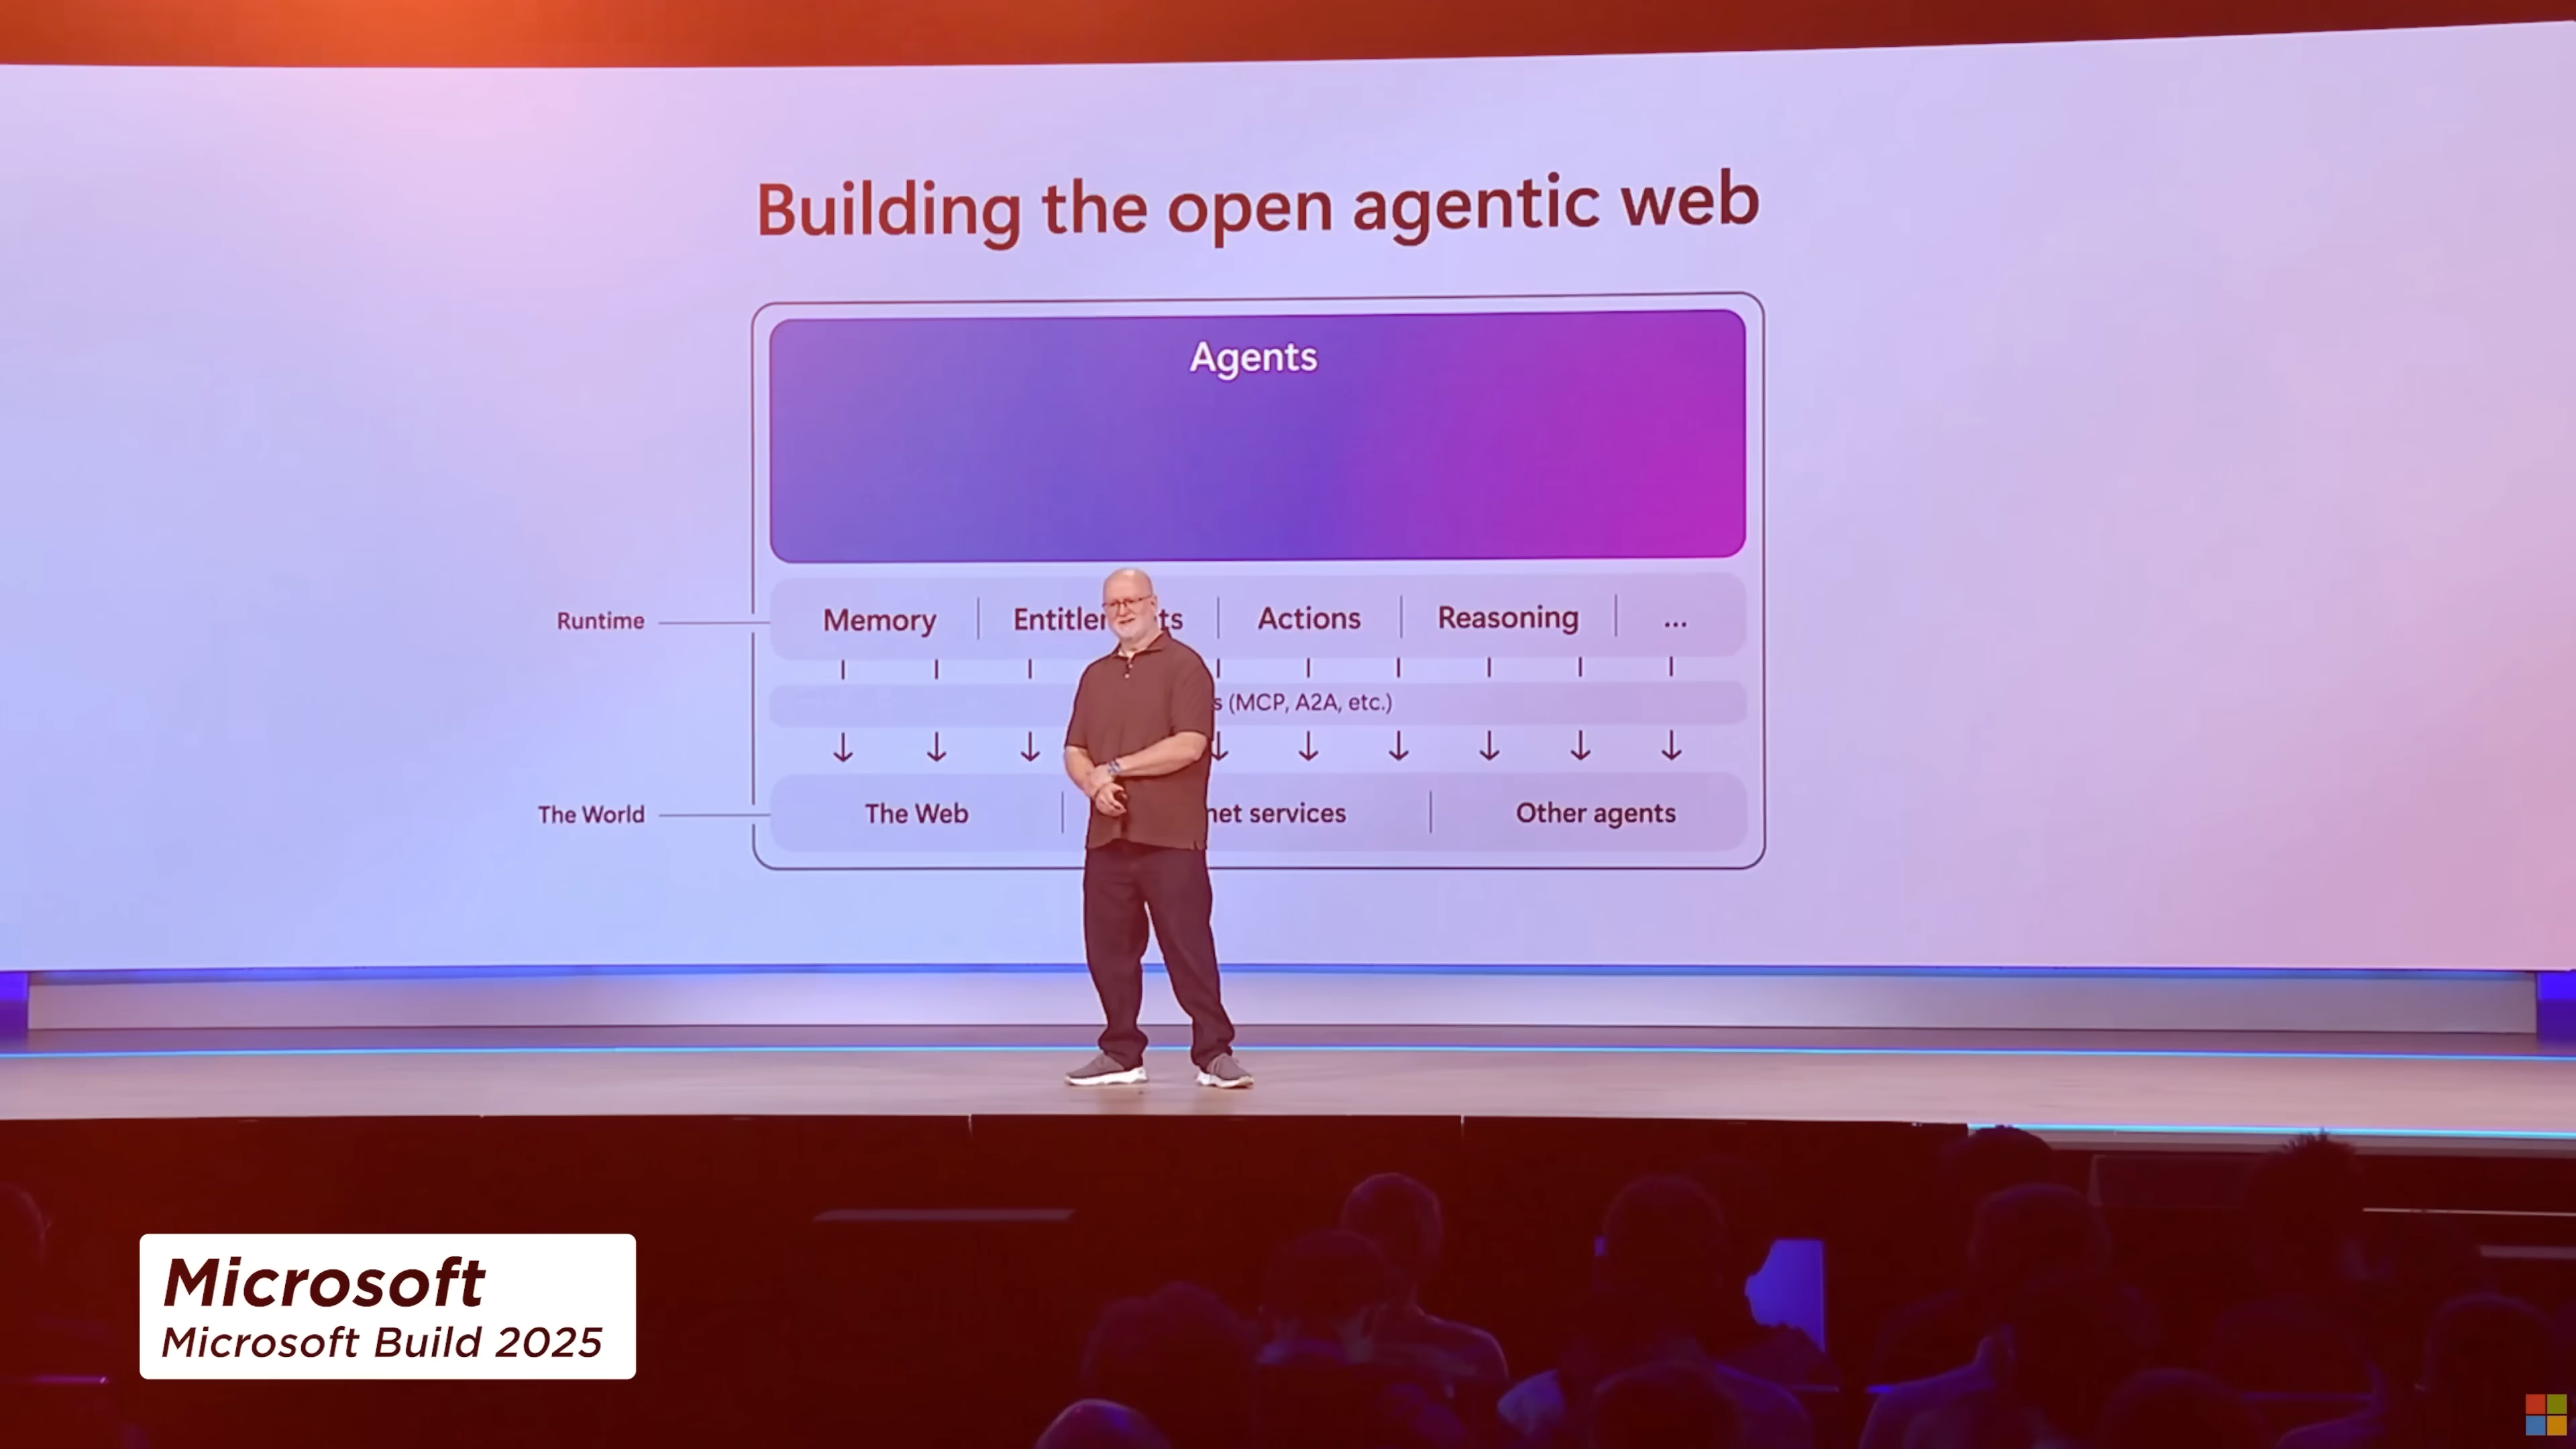 Building the open agentic web
Agents
Runtime
Memory
Actions
Reasoning
...
(MCP, A2A, etc.)
The World
The Web
services
Other agents
Microsoft
Microsoft Build 2025